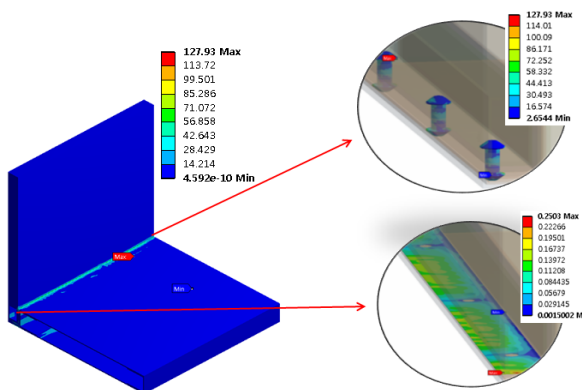 127.93 Max
113.72
99.501
85.286
71.072
56.858
42.643
28.429
14.214
4.592e-10 Min
Max
Min
127.93 Max
114.01
100.09
86.171
72.252
58.332
44.413
30.493
16.574
2.6544 Min
Max
Min
0.2503 Max
0.22266
0.19501
0.16737
0.13972
0.11208
0.084435
0.05679
0.029145
0.0015002 M
Min
Max